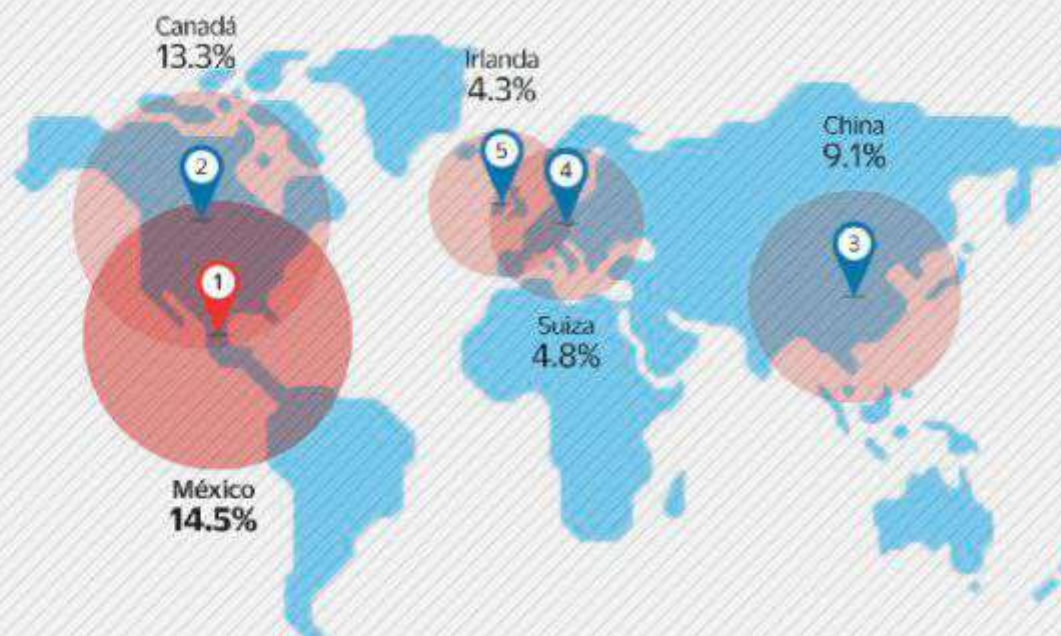 Canadá
13.3%
Irlanda
4.3%
China
9.1%
2
5
4
3
1
Suiza
4.8%
México
14.5%